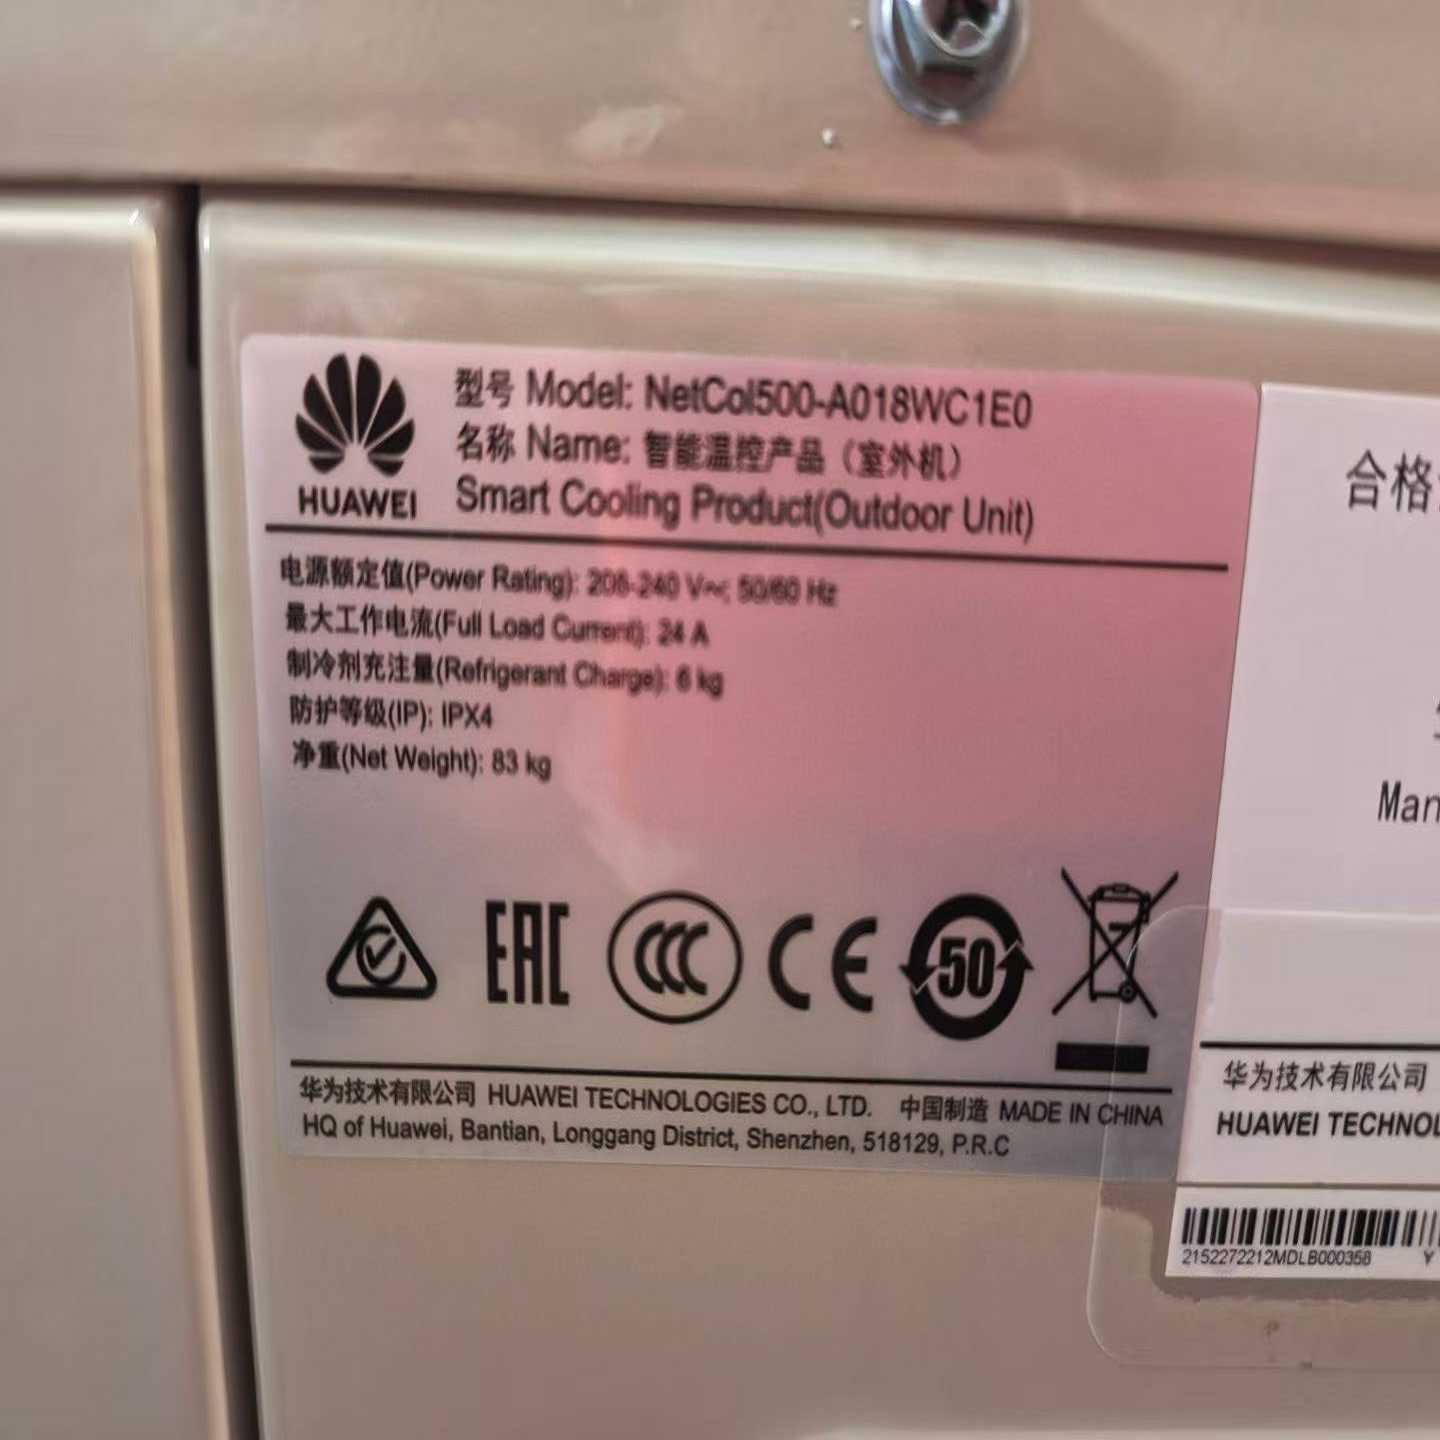 HUAWEI
型号 Model: NetCol500-A018WC1E0
名称 Name: 智能温控产品（室外机）
Smart Cooling Product(Outdoor Unit)
电源额定值(Power Rating): 208-240 V~; 50/60 Hz
最大工作电流(Full Load Current): 24 A
制冷剂充注量(Refrigerant Charge): 6 kg
防护等级(IP): IPX4
净重(Net Weight): 83 kg
EAC CCC CE 50
华为技术有限公司 HUAWEI TECHNOLOGIES CO., LTD. 中国制造 MADE IN CHINA
HQ of Huawei, Bantian, Longgang District, Shenzhen, 518129, P.R.C
合格
Man
华为技术有限公司
HUAWEI TECHNOL
2152272212MDLB000358 Y